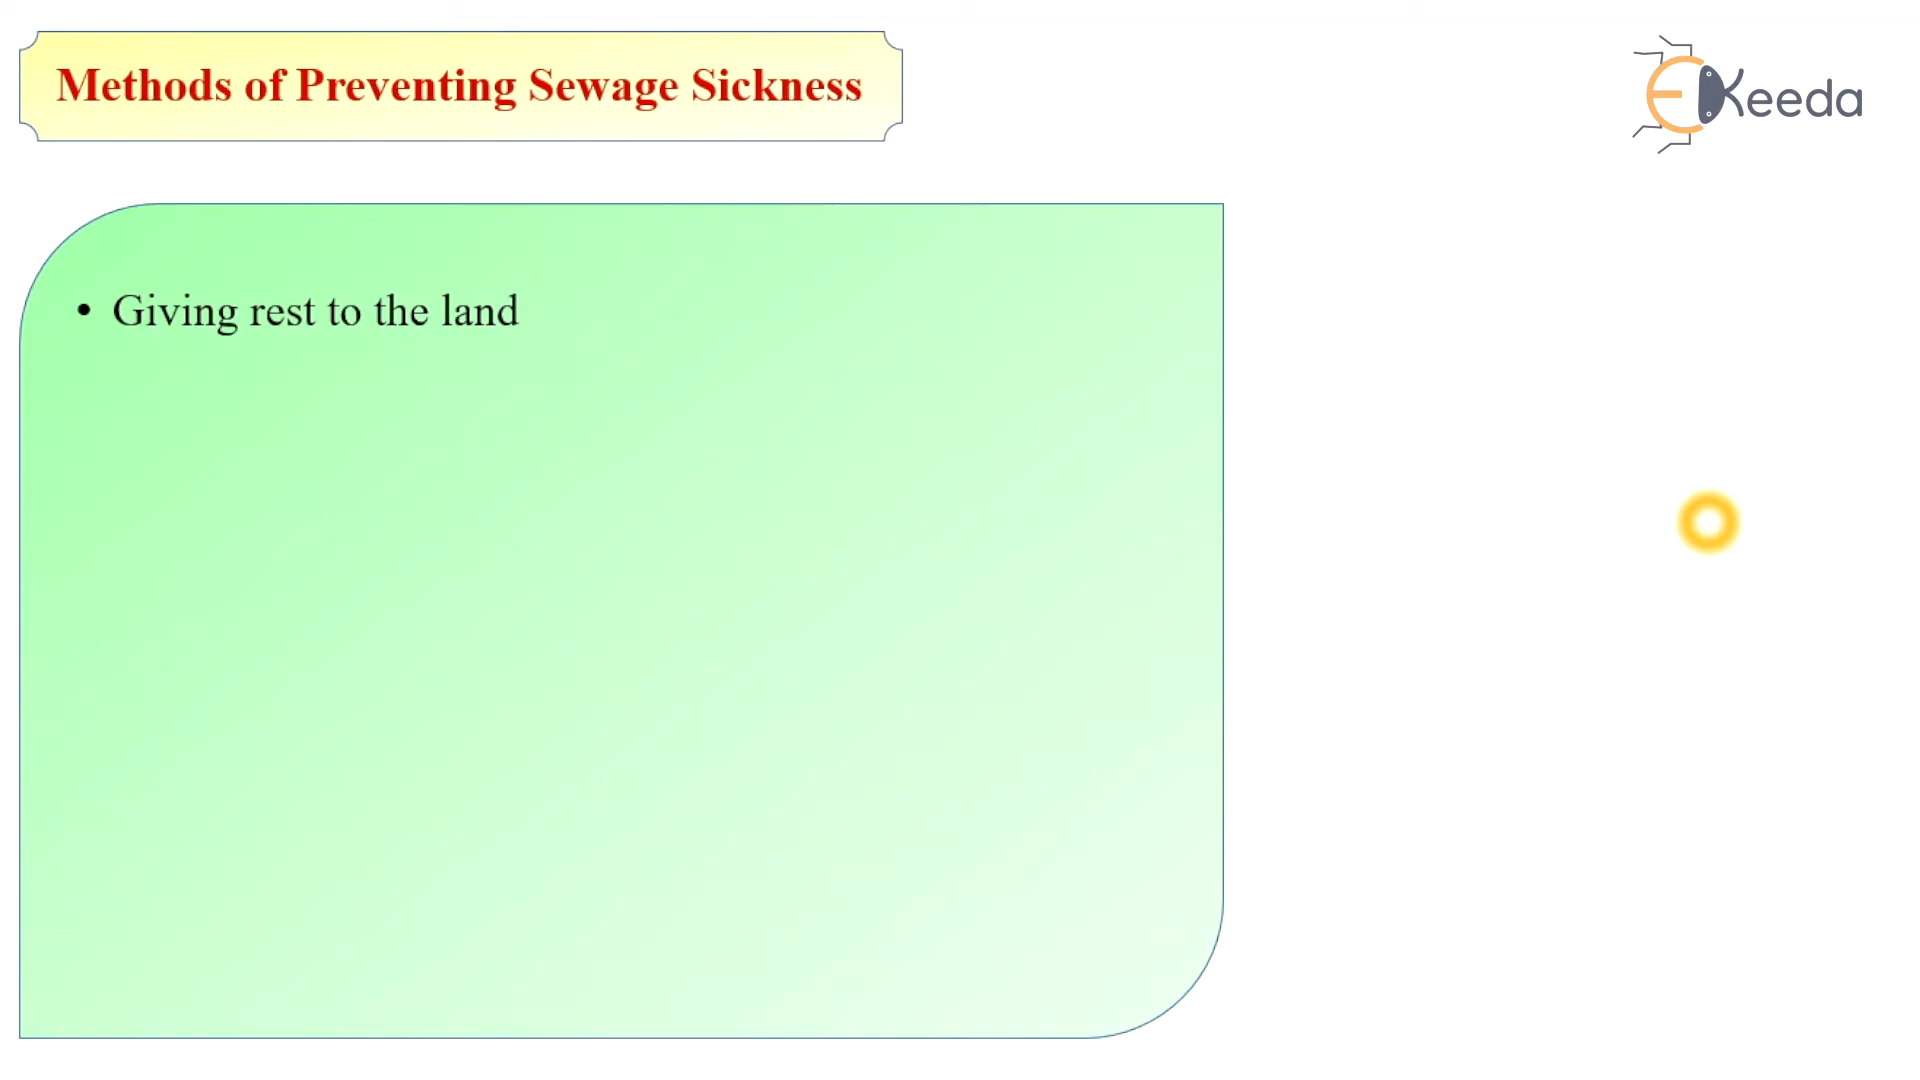 Methods of Preventing Sewage Sickness
EKeeda
• Giving rest to the land